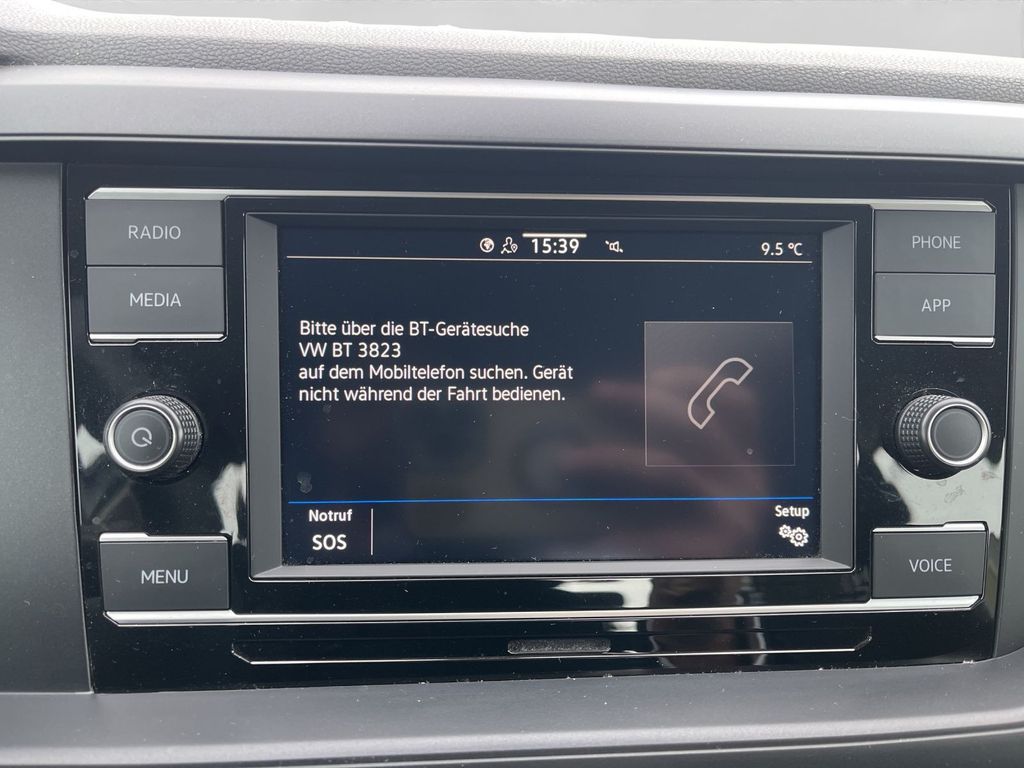 RADIO
MEDIA
MENU
15:39
9.5 °C
Bitte über die BT-Gerätesuche
VW BT 3823
auf dem Mobiltelefon suchen. Gerät
nicht während der Fahrt bedienen.
Notruf
SOS
Setup
PHONE
APP
VOICE